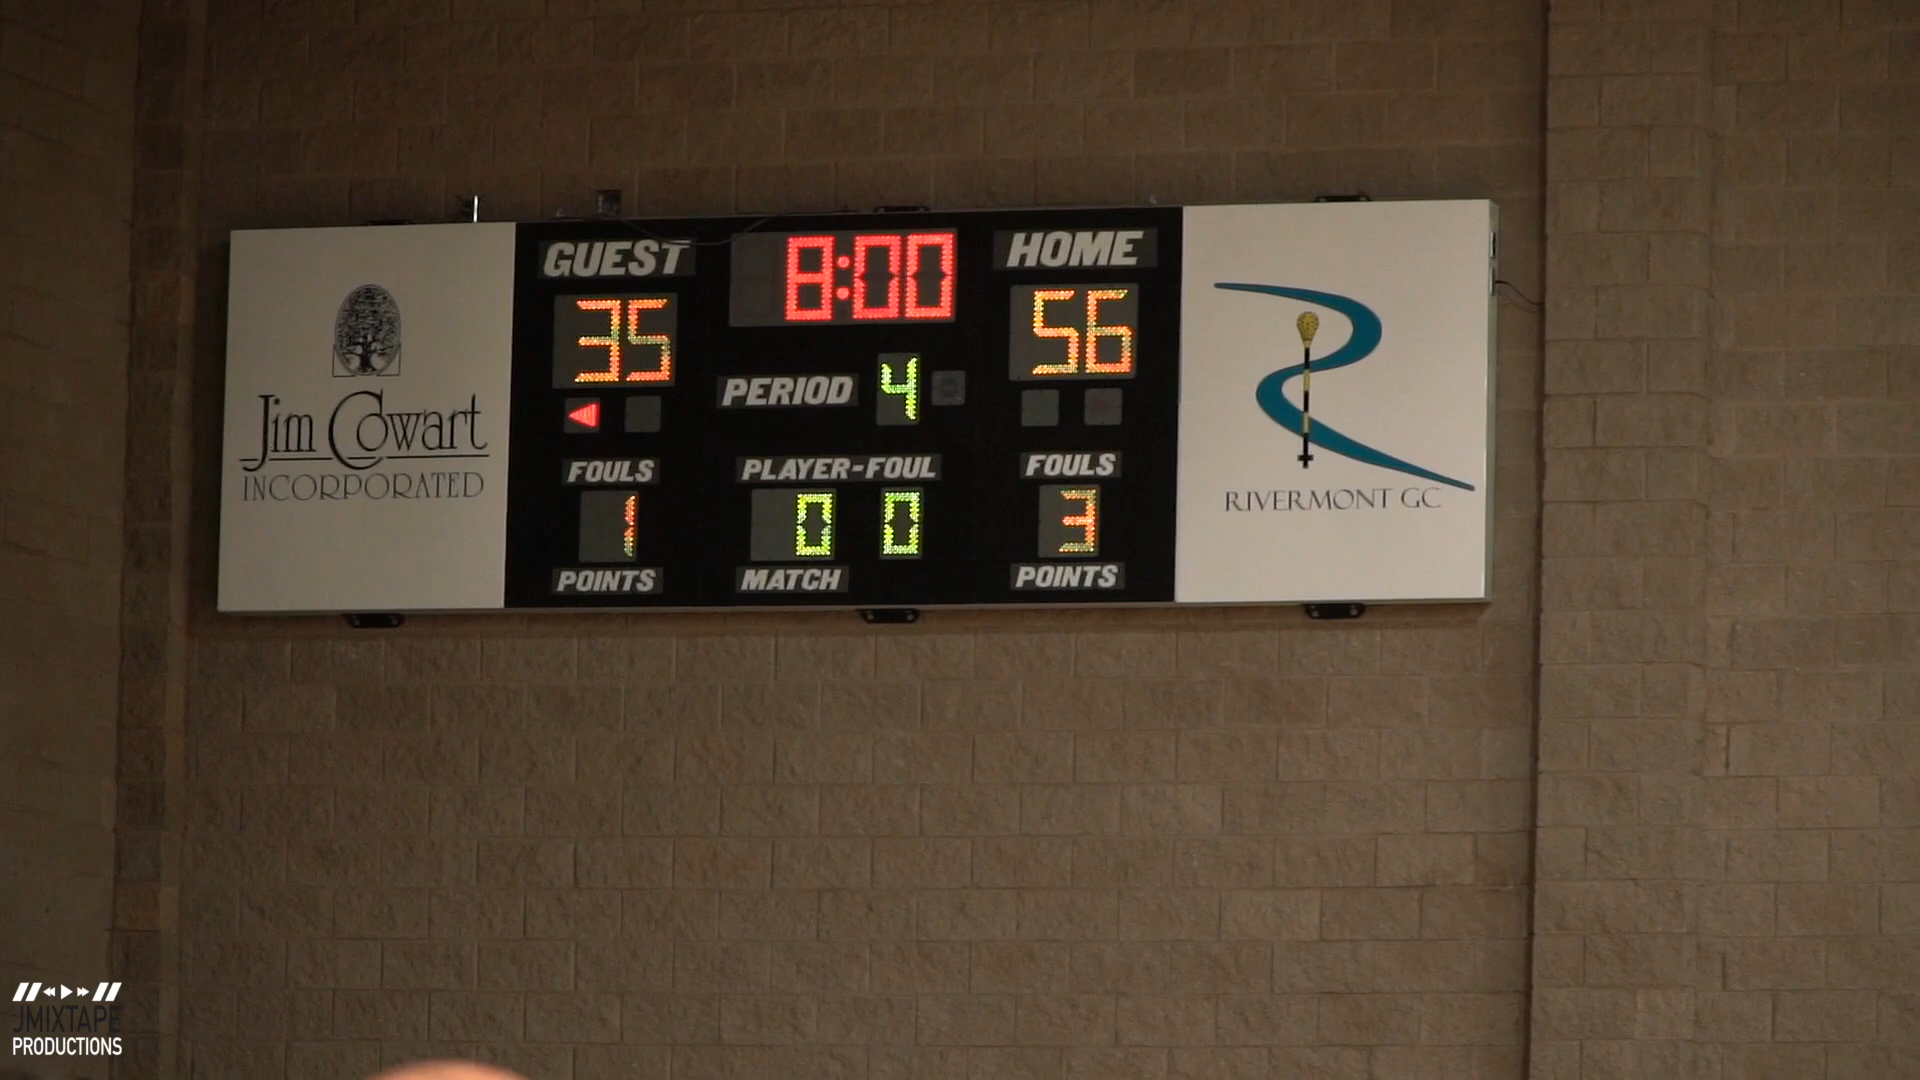 GUEST 8:00 HOME
35 56
PERIOD 4
FOULS PLAYER-FOUL FOULS
1 0 0 3
POINTS MATCH POINTS
Jim Cowart
INCORPORATED
RIVERMONT GC
JMIXTAPE
PRODUCTIONS